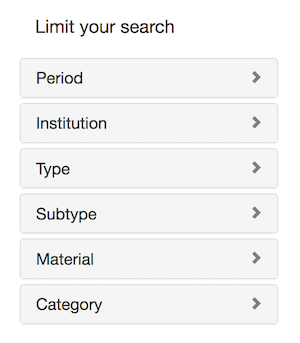 Limit your search
Period
Institution
Type
Subtype
Material
Category